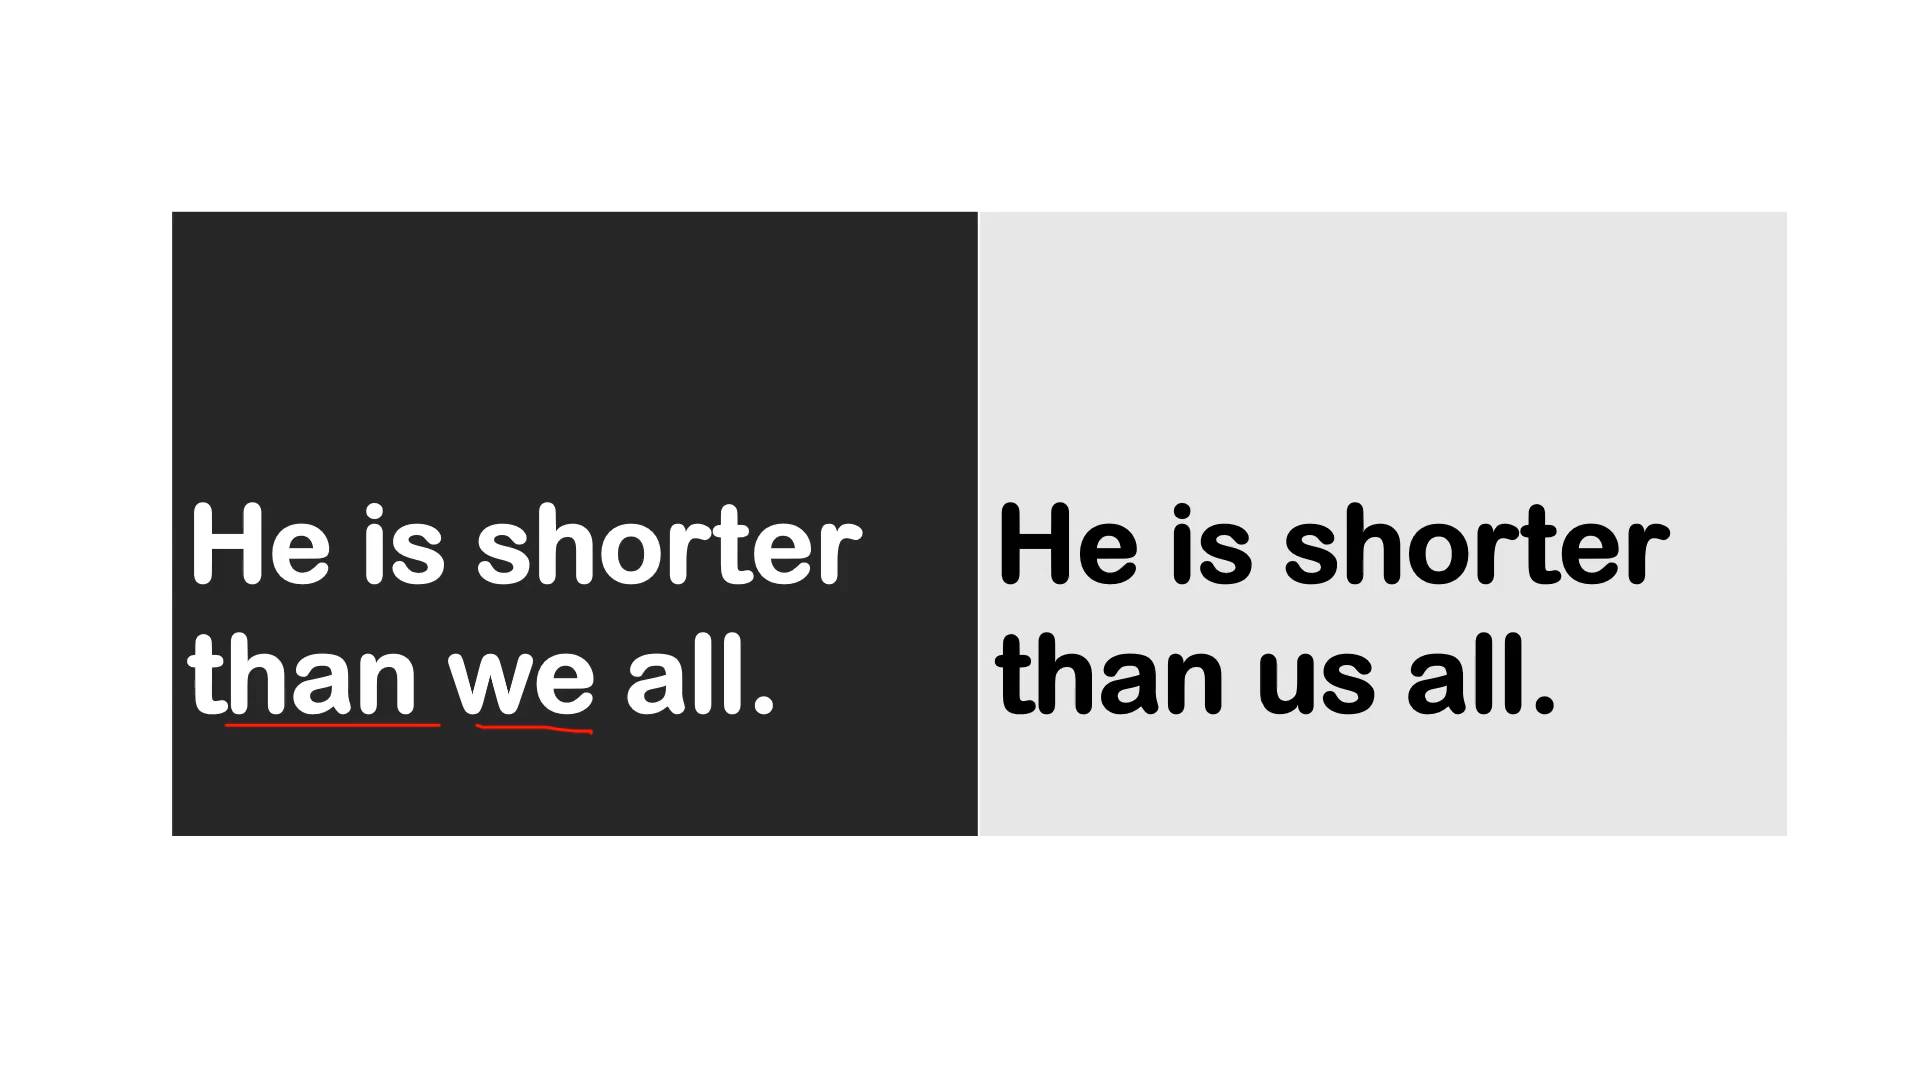 He is shorter
than we all.
He is shorter
than us all.